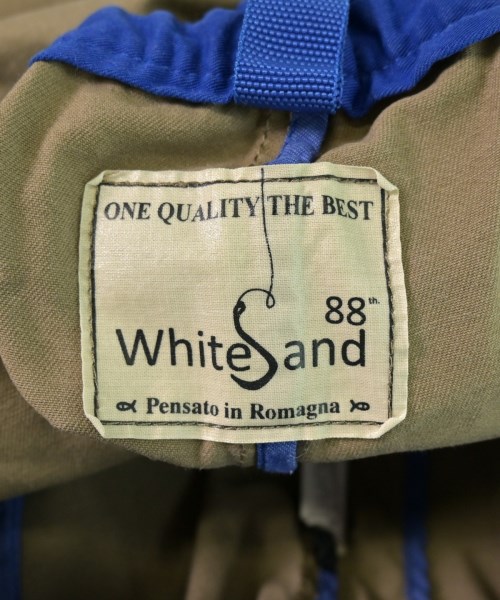 ONE QUALITY THE BEST
88th.
WhiteSand
Pensato in Romagna